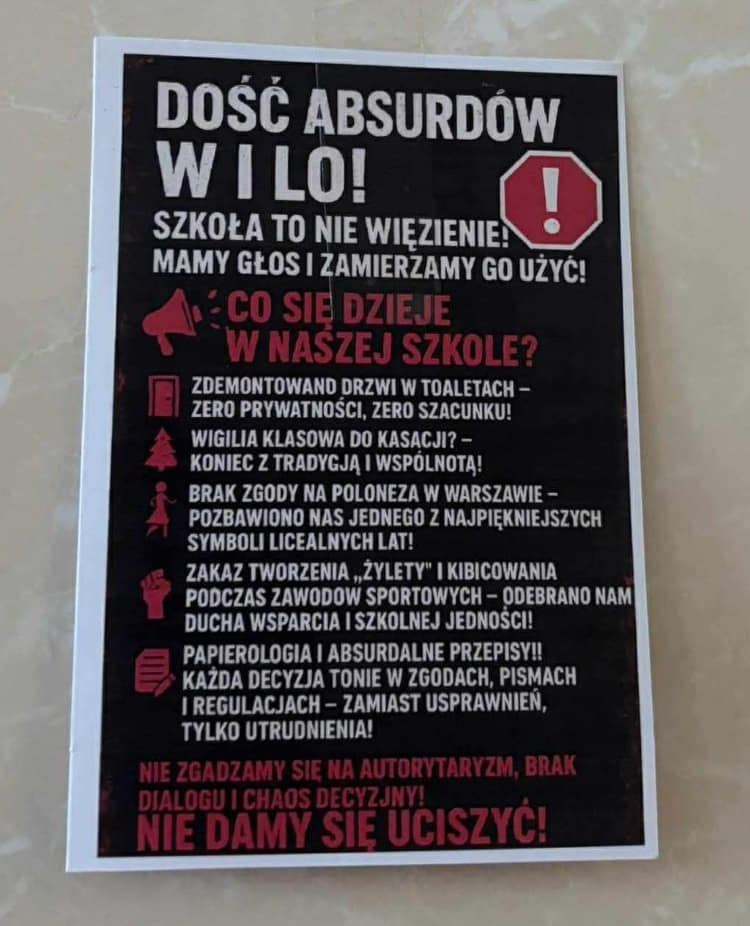 DOŚĆ ABSURDÓW
W I LO!
SZKOŁA TO NIE WIĘZIENIE!
MAMY GŁOS I ZAMIERZAMY GO UŻYĆ!
CO SIĘ DZIEJE
W NASZEJ SZKOLE?
ZDEMONTOWAND DRZWI W TOALETACH –
ZERO PRYWATNOŚCI, ZERO SZACUNKU!
WIGILIA KLASOWA DO KASACJI? –
KONIEC Z TRADYGJĄ I WSPÓLNOTĄ!
BRAK ZGODY NA POLONEZA W WARSZAWIE –
POZBAWIONO NAS JEDNEGO Z NAJPIĘKNIEJSZYCH
SYMBOLI LICEALNYCH LAT!
ZAKAZ TWORZENIA „ŻYLETY" I KIBICOWANIA
PODCZAS ZAWODOW SPORTOWYCH – ODEBRANO NAM
DUCHA WSPARCIA I SZKOLNEJ JEDNOŚCI!
PAPIEROLOGIA I ABSURDALNE PRZEPISY!!
KAŻDA DECYZJA TONIE W ZGODACH, PISMACH
I REGULACJACH – ZAMIAST USPRAWNIEŃ,
TYLKO UTRUDNIENIA!
NIE ZGADZAMY SIĘ NA AUTORYTARYZM, BRAK
DIALOGU I CHAOS DECYZJNY!
NIE DAMY SIĘ UCISZYĆ!